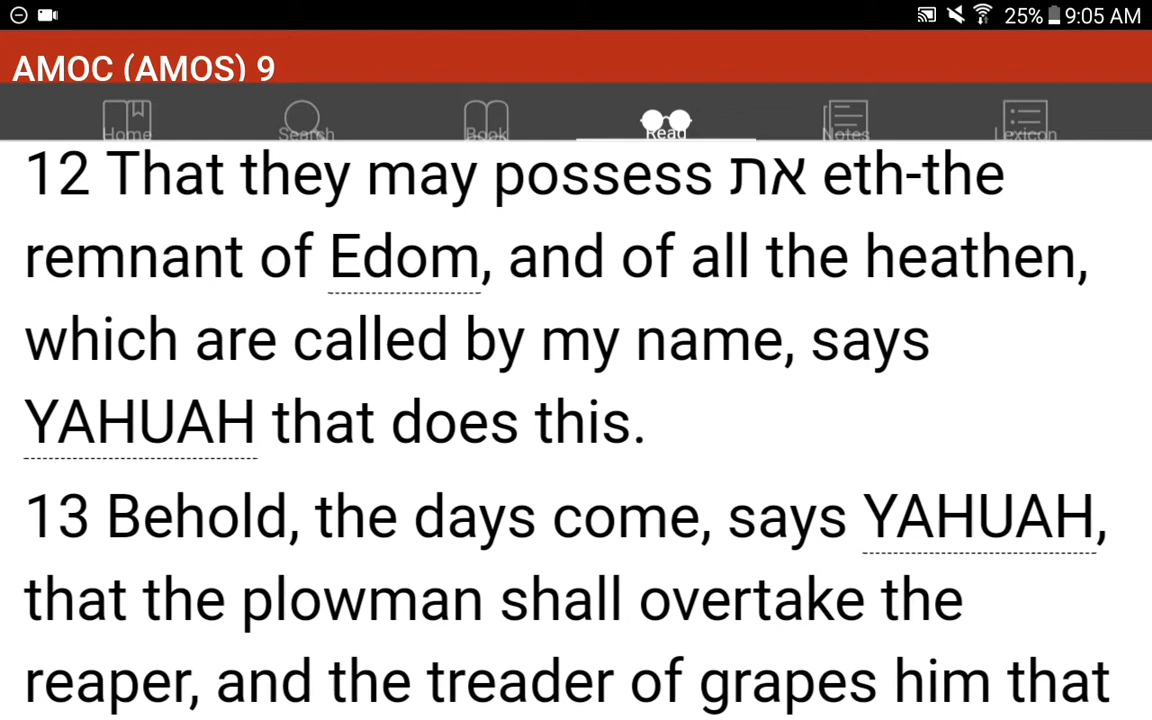 25% 9:05 AM
AMOC (AMOS) 9
Home Search Book Read Notes Lexicon
12 That they may possess את eth-the
remnant of Edom, and of all the heathen,
which are called by my name, says
YAHUAH that does this.
13 Behold, the days come, says YAHUAH,
that the plowman shall overtake the
reaper, and the treader of grapes him that